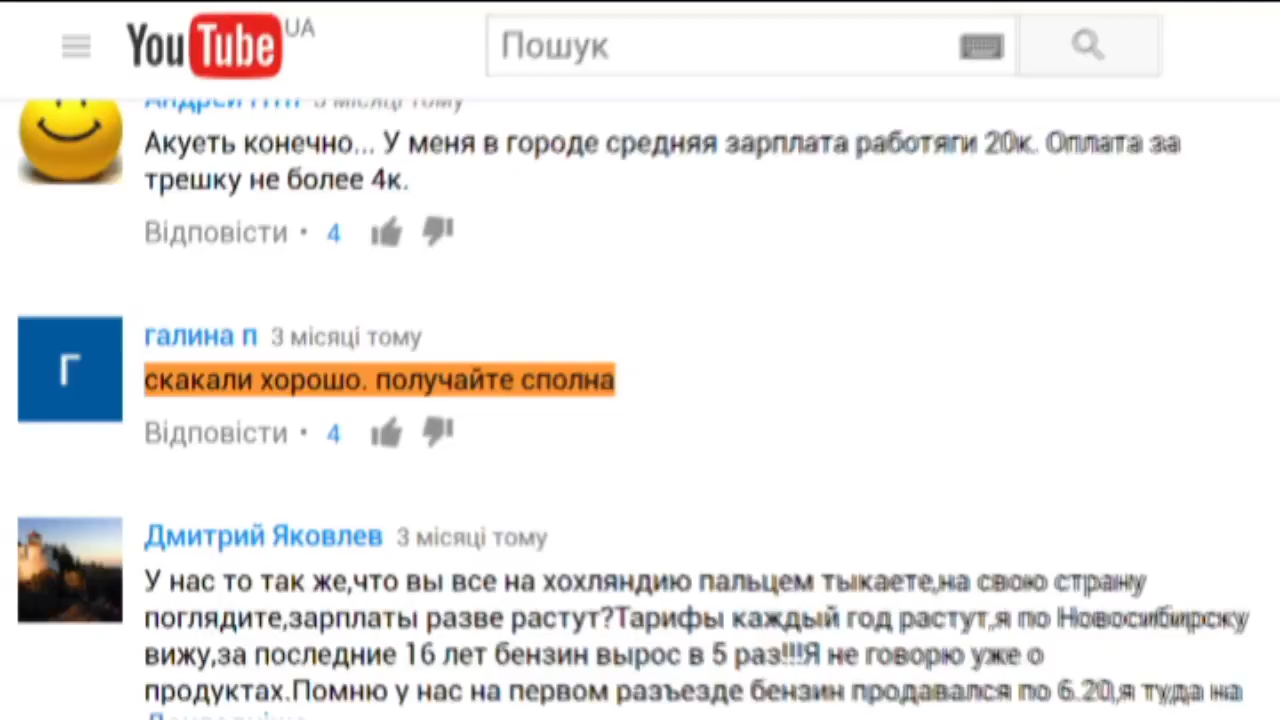 YouTube UA
Пошук
3 місяці тому
Акуеть конечно... У меня в городе средняя зарплата работяги 20к. Оплата за
трешку не более 4к.
Відповісти • 4
Г
галина п 3 місяці тому
скакали хорошо. получайте сполна
Відповісти • 4
Дмитрий Яковлев 3 місяці тому
У нас то так же,что вы все на хохляндию пальцем тыкаете,на свою страну
поглядите,зарплаты разве растут?Тарифы каждый год растут,я по Новосибирску
вижу,за последние 16 лет бензин вырос в 5 раз!!!Я не говорю уже о
продуктах.Помню у нас на первом разъезде бензин продавался по 6.20,я туда на